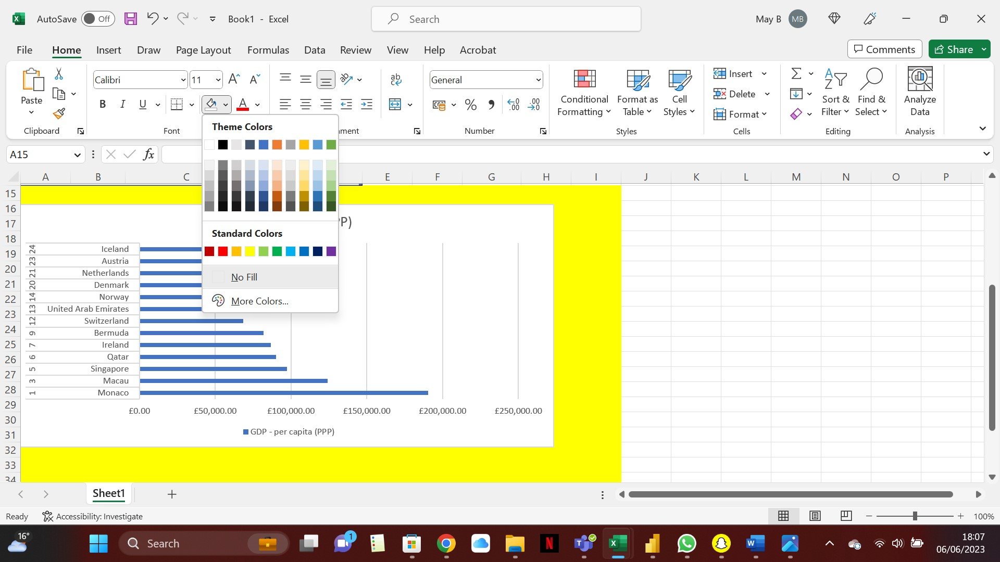 AutoSave Off Book1 - Excel Search May B MB
File Home Insert Draw Page Layout Formulas Data Review View Help Acrobat Comments Share
Paste
Clipboard
Calibri 11
B I U A
Font
ab
ment
General
% 9 .00 .00
Number
Conditional
Formatting
Format as
Table
Cell
Styles
Styles
Insert
Delete
Format
Cells
Sort &
Filter
Find &
Select
Editing
Analyze
Data
Analysis
Theme Colors
Standard Colors
No Fill
More Colors...
A15 fx
A B C E F G H I J K L M N O P
15
16
17
18
19
20
21
22
23
24
25
26
27
28
29
30
31
32
33
34
PP)
24 Iceland
23 Austria
21 Netherlands
20 Denmark
14 Norway
13 United Arab Emirates
12 Switzerland
9 Bermuda
7 Ireland
6 Qatar
5 Singapore
3 Macau
1 Monaco
£0.00 £50,000.00 £100,000.00 £150,000.00 £200,000.00 £250,000.00
GDP - per capita (PPP)
Sheet1
Ready Accessibility: Investigate 100%
16° Search 1 18:07
06/06/2023